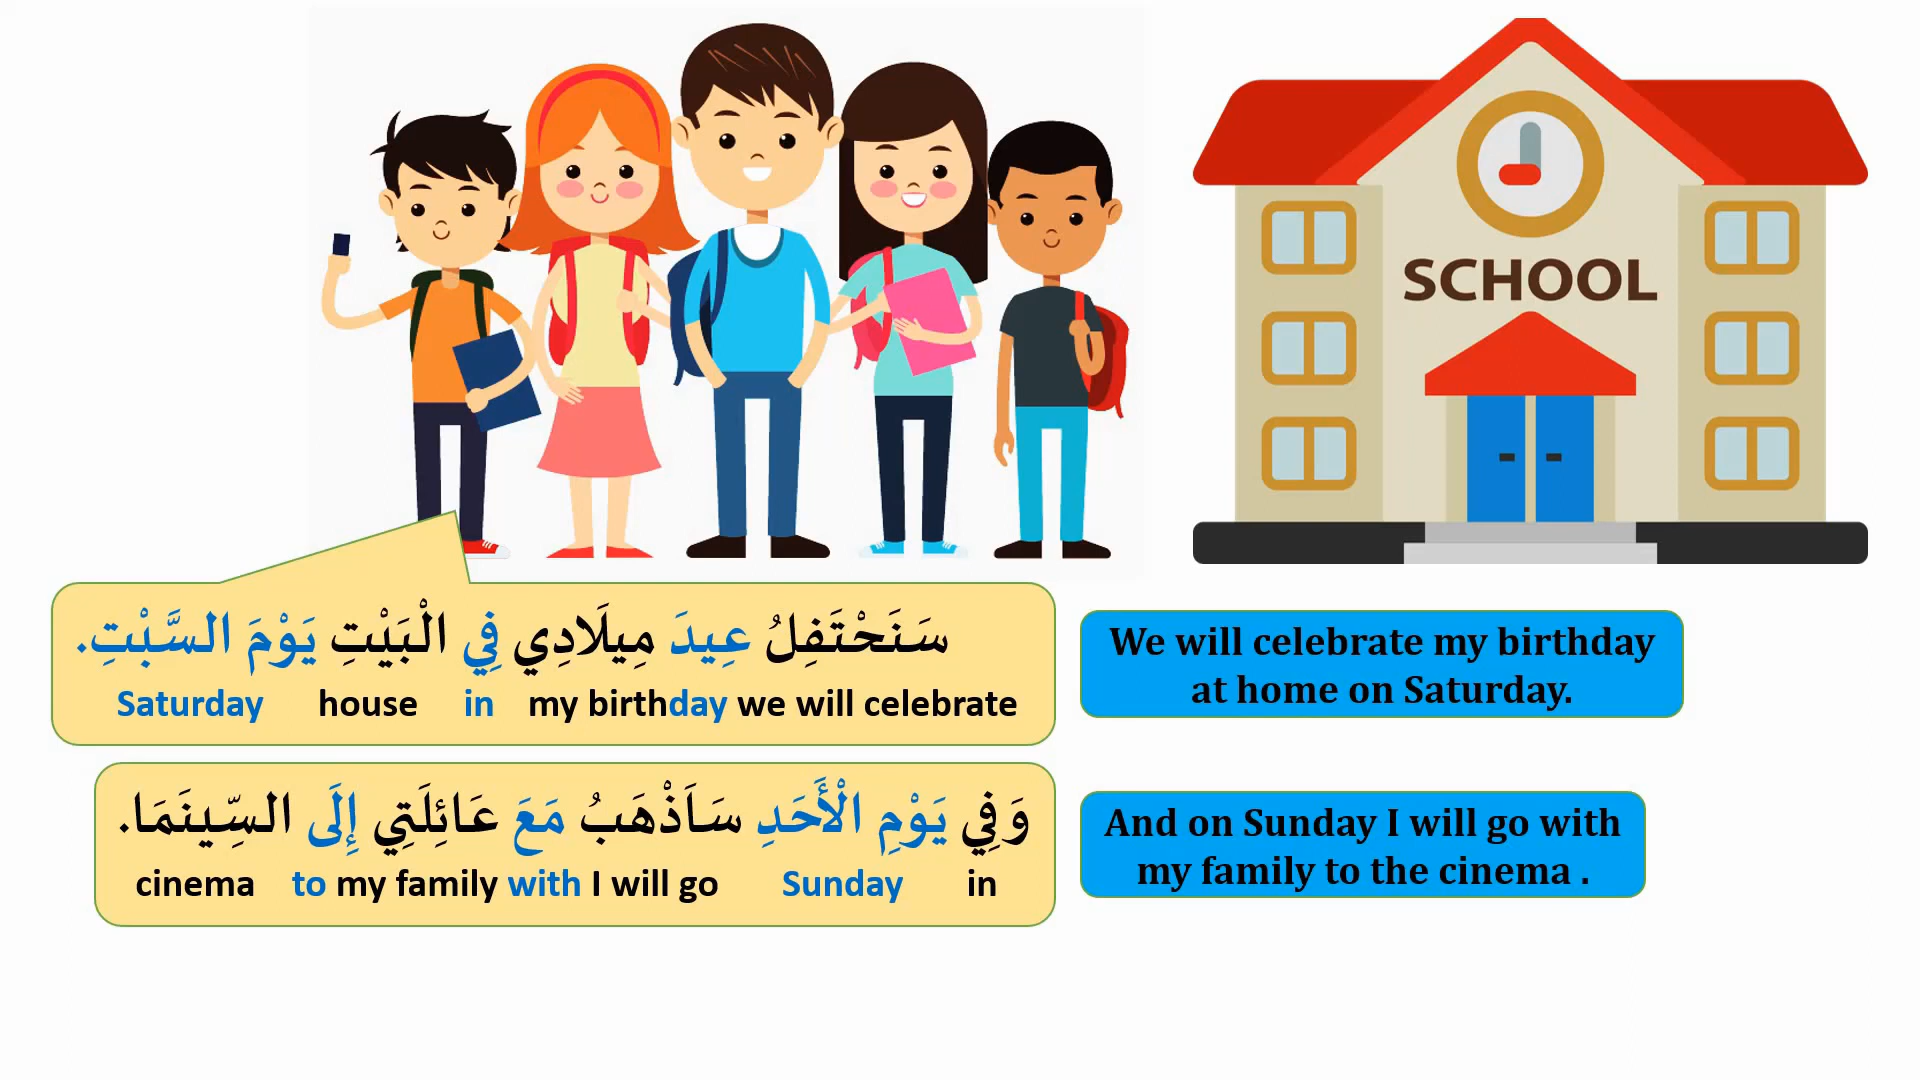 SCHOOL
سَنَحْتَفِلُ عِيدَ مِيلَادِي فِي الْبَيْتِ يَوْمَ السَّبْتِ.
Saturday house in my birthday we will celebrate
We will celebrate my birthday
at home on Saturday.
وَفِي يَوْمِ الْأَحَدِ سَاَذْهَبُ مَعَ عَائِلَتِي إِلَى السِّينَمَا.
cinema to my family with I will go Sunday in
And on Sunday I will go with
my family to the cinema .